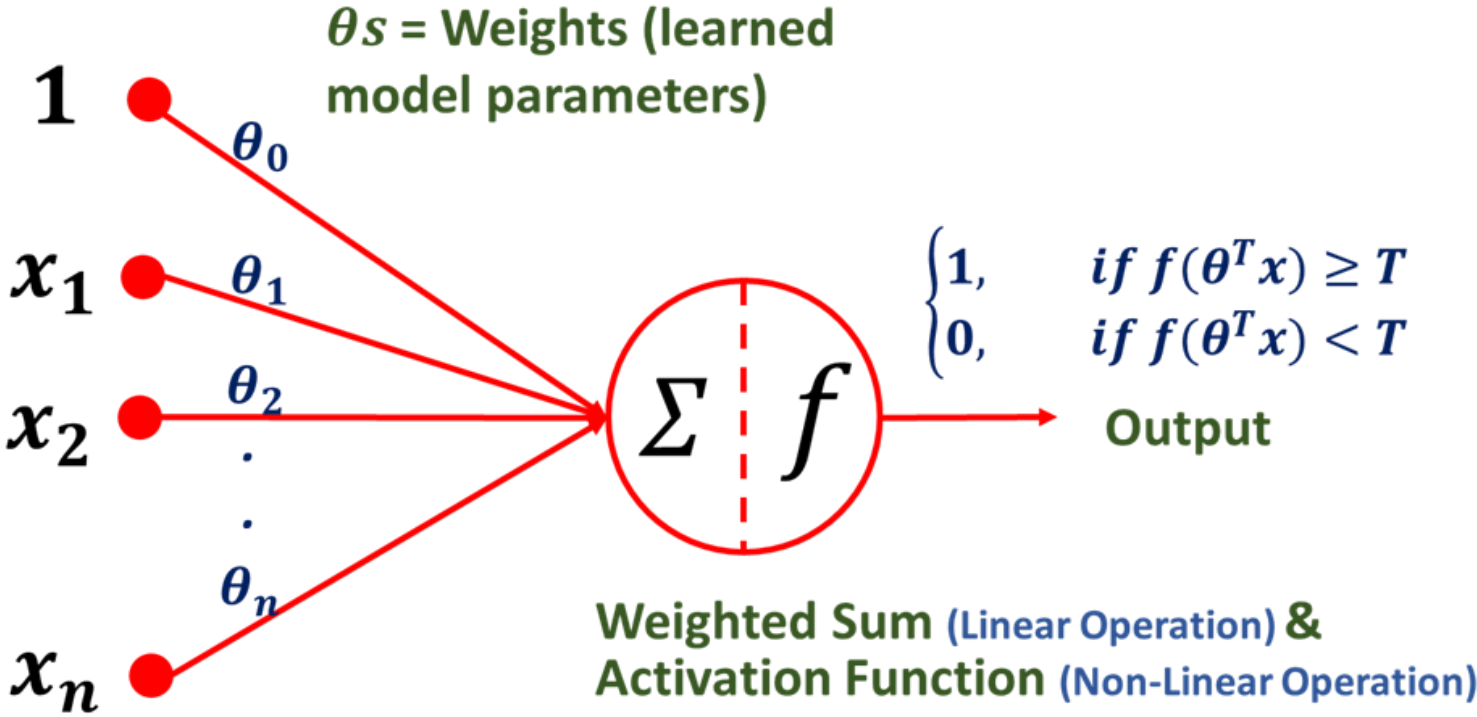 θs = Weights (learned
model parameters)
1
θ₀
x₁
θ₁
x₂
θ₂
.
.
θₙ
xₙ
Σ f
{1, if f(θᵀx) ≥ T
{0, if f(θᵀx) < T
Output
Weighted Sum (Linear Operation) &
Activation Function (Non-Linear Operation)